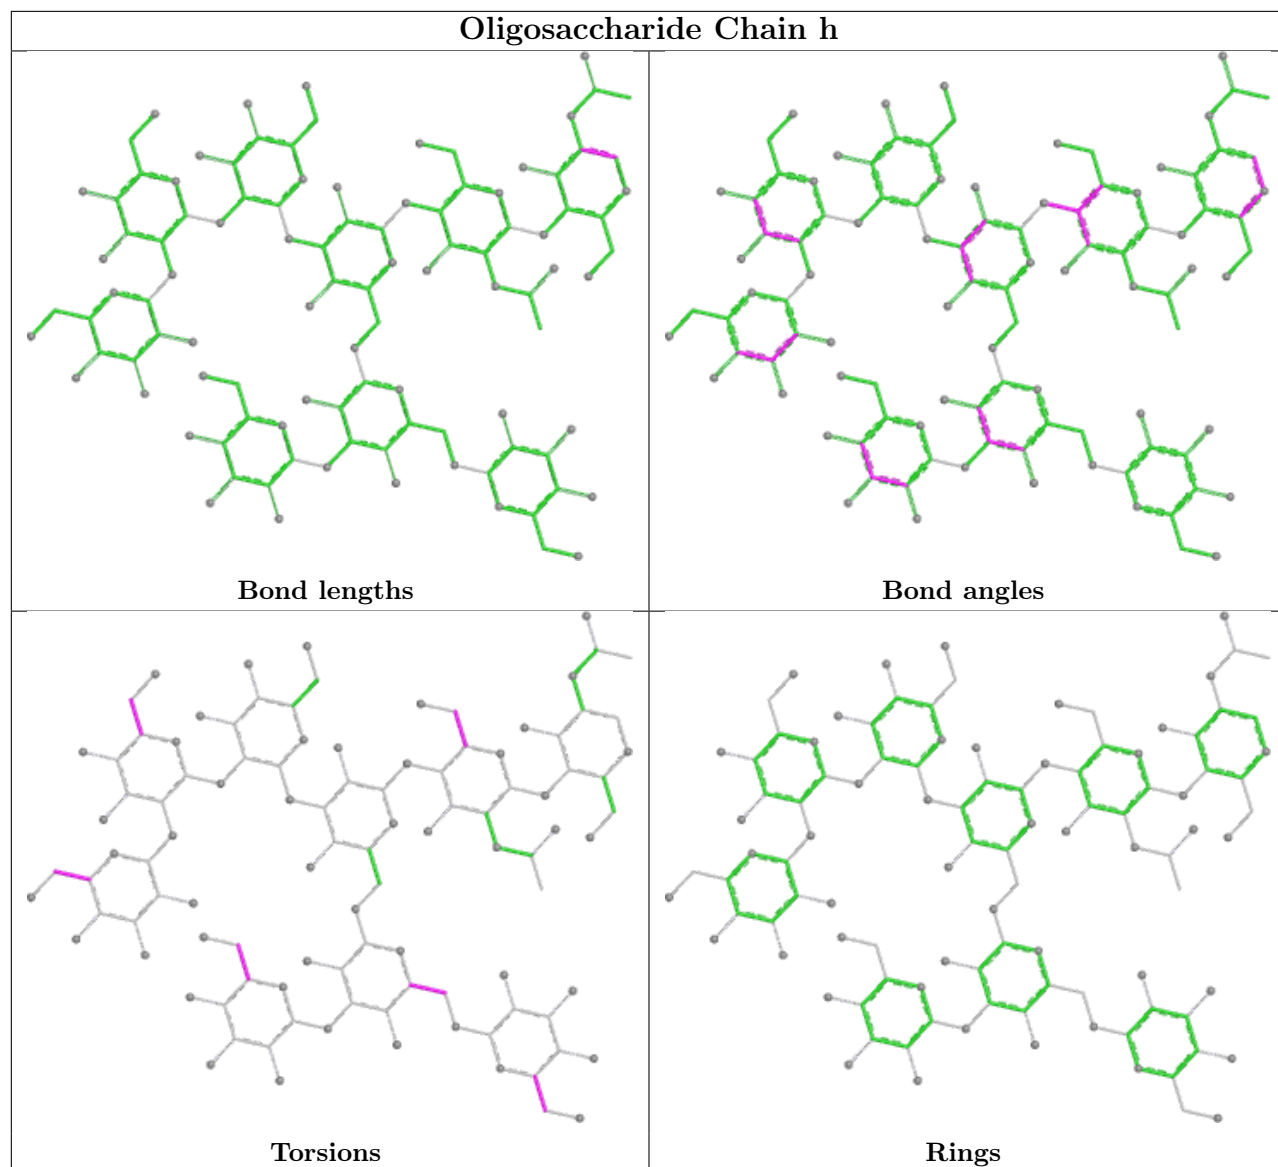 Oligosaccharide Chain h
Bond lengths
Bond angles
Torsions
Rings